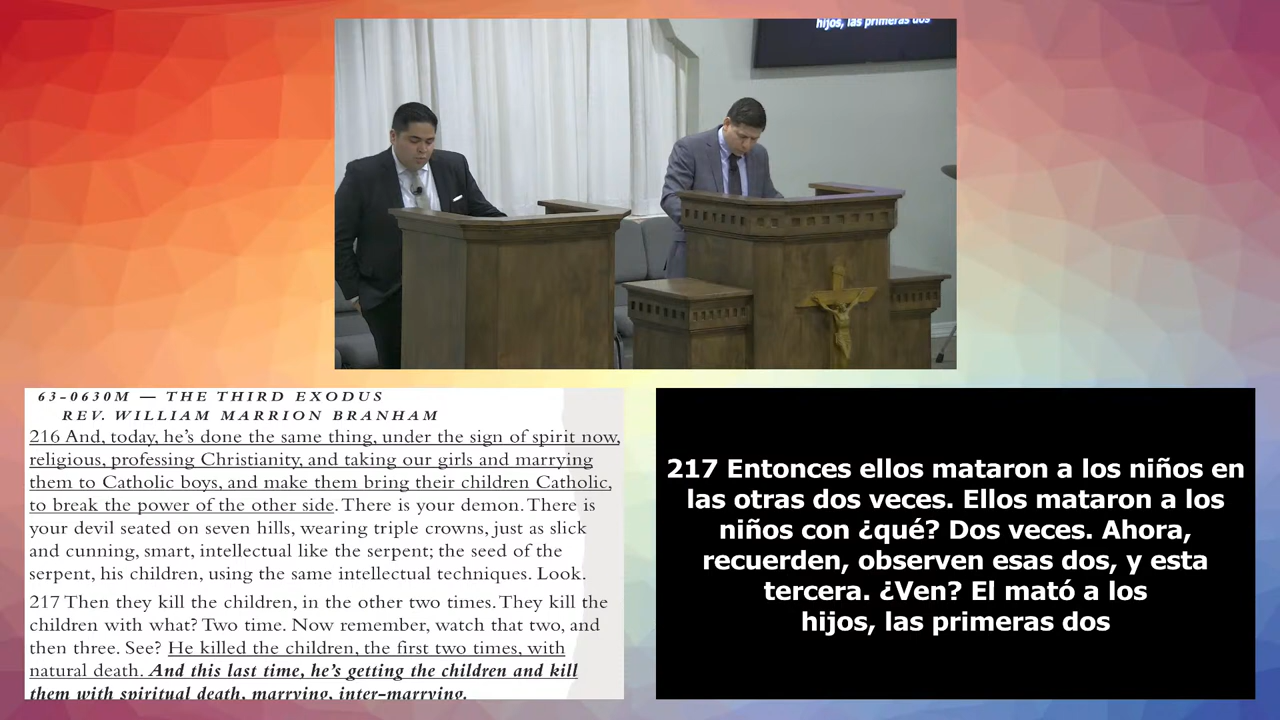 hijos, las primeras dos
63-0630M — THE THIRD EXODUS
REV. WILLIAM MARRION BRANHAM
216 And, today, he's done the same thing, under the sign of spirit now,
religious, professing Christianity, and taking our girls and marrying
them to Catholic boys, and make them bring their children Catholic,
to break the power of the other side. There is your demon. There is
your devil seated on seven hills, wearing triple crowns, just as slick
and cunning, smart, intellectual like the serpent; the seed of the
serpent, his children, using the same intellectual techniques. Look.
217 Then they kill the children, in the other two times. They kill the
children with what? Two time. Now remember, watch that two, and
then three. See? He killed the children, the first two times, with
natural death. And this last time, he's getting the children and kill
them with spiritual death, marrying, inter-marrying.
217 Entonces ellos mataron a los niños en
las otras dos veces. Ellos mataron a los
niños con ¿qué? Dos veces. Ahora,
recuerden, observen esas dos, y esta
tercera. ¿Ven? El mató a los
hijos, las primeras dos